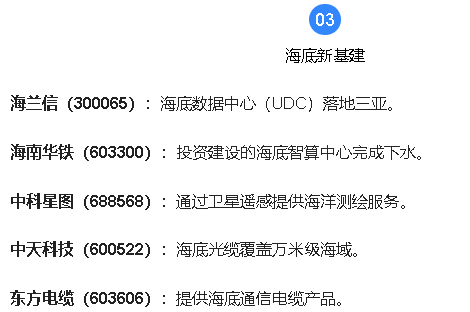 03
海底新基建
海兰信（300065）：海底数据中心（UDC）落地三亚。
海南华铁（603300）：投资建设的海底智算中心完成下水。
中科星图（688568）：通过卫星遥感提供海洋测绘服务。
中天科技（600522）：海底光缆覆盖万米级海域。
东方电缆（603606）：提供海底通信电缆产品。